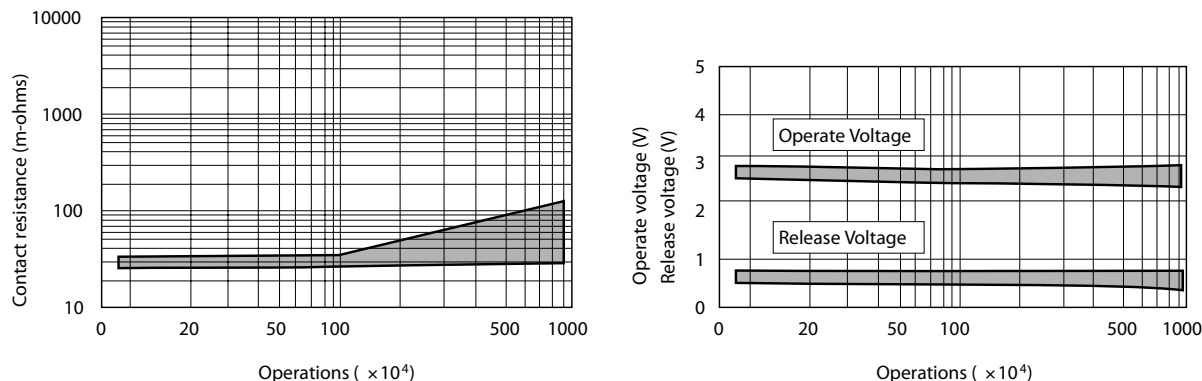 10000
1000
100
10
Contact resistance (m-ohms)
0 20 50 100 500 1000
Operations ( ×10⁴)
5
4
3
2
1
0
Operate voltage (V)
Release voltage (V)
Operate Voltage
Release Voltage
0 20 50 100 500 1000
Operations ( ×10⁴)